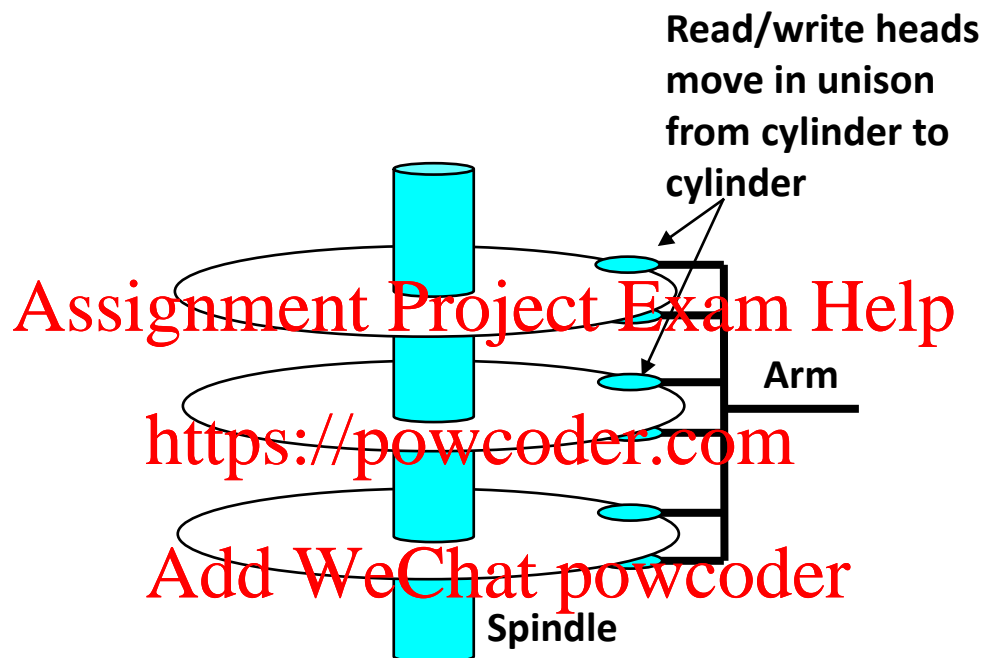 Read/write heads
move in unison
from cylinder to
cylinder
Assignment Project Exam Help
Arm
https://powcoder.com
Add WeChat powcoder
Spindle